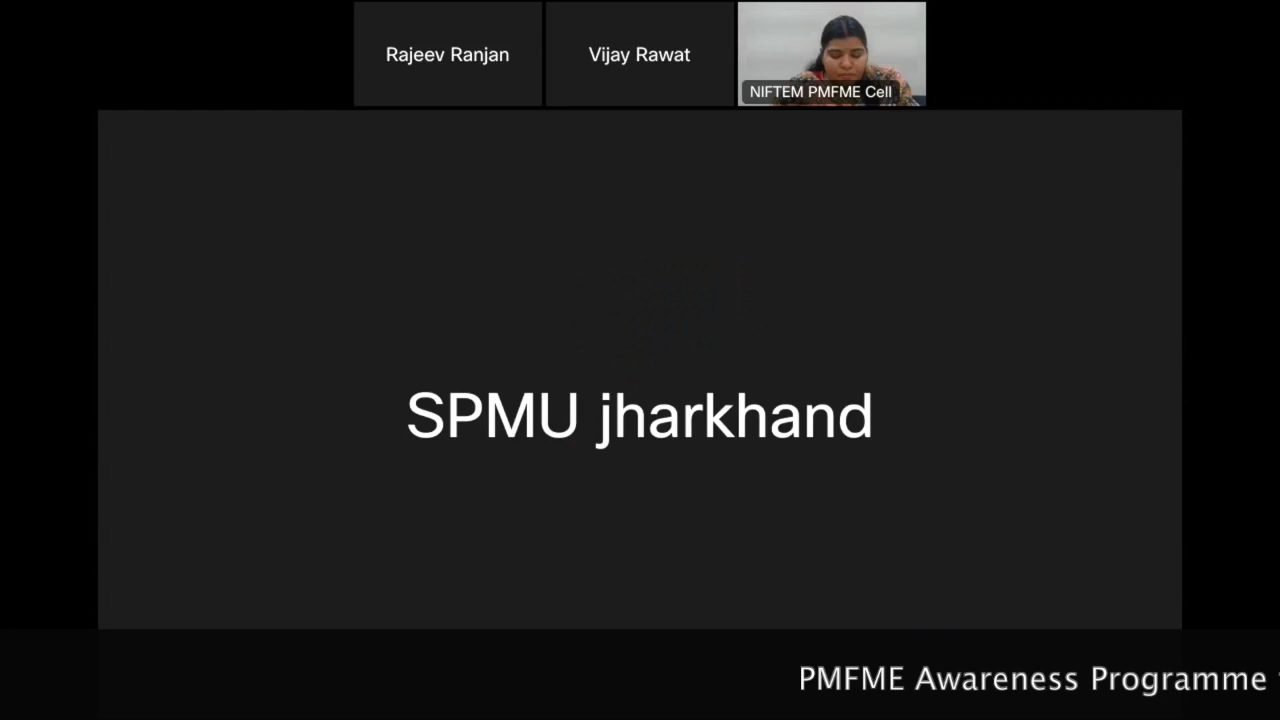 Rajeev Ranjan
Vijay Rawat
NIFTEM PMFME Cell
SPMU jharkhand
PMFME Awareness Programme